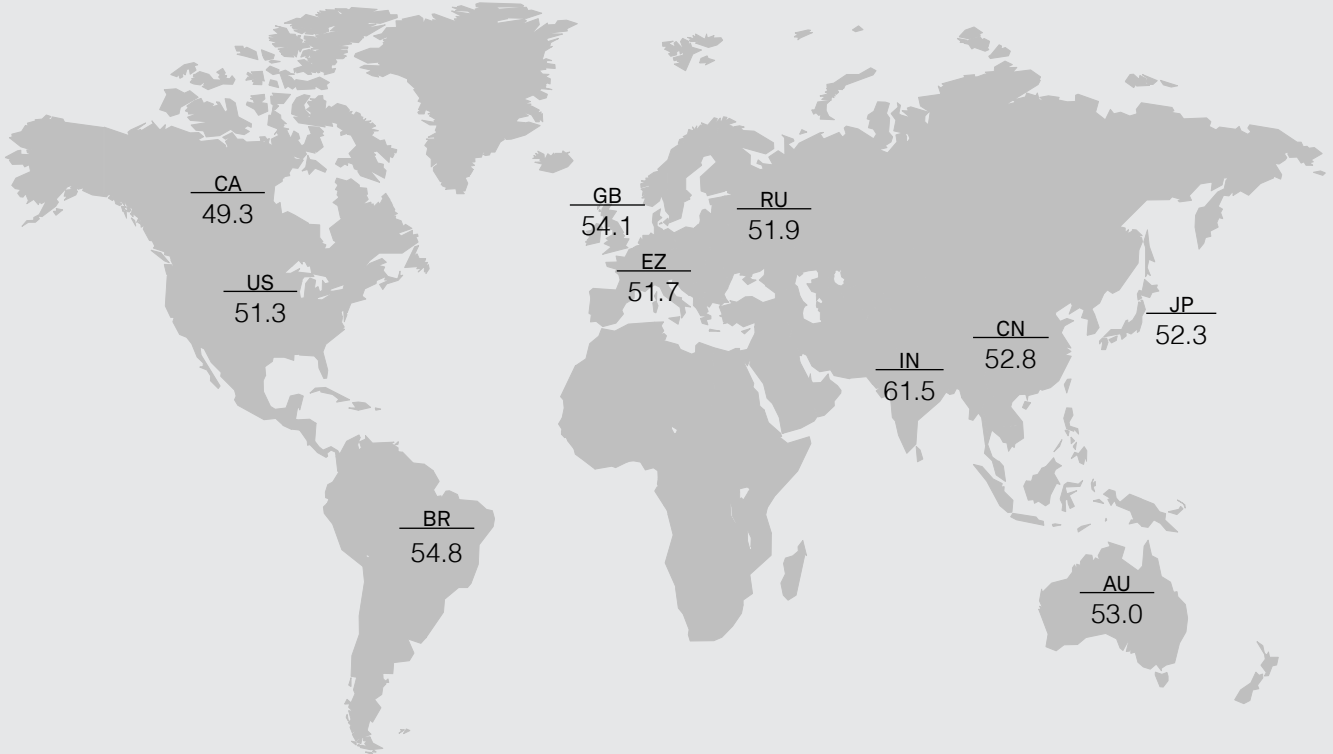 CA
49.3
GB
54.1
RU
51.9
EZ
51.7
US
51.3
JP
52.3
CN
52.8
IN
61.5
BR
54.8
AU
53.0